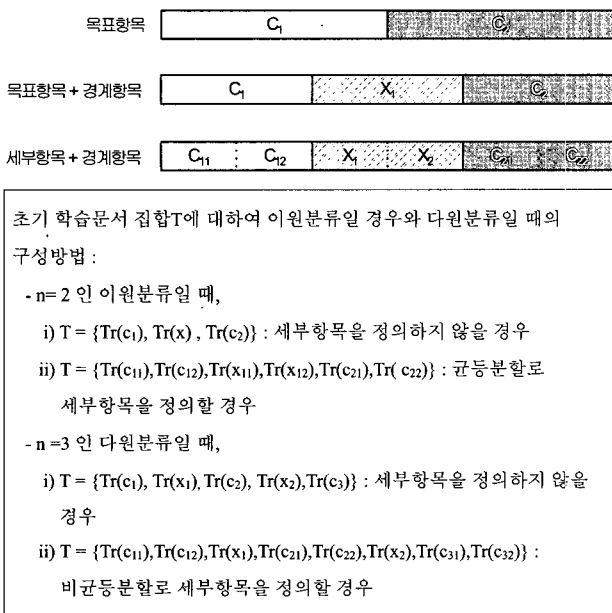 목표항목 C₁ C₂
목표항목 + 경계항목 C₁ X₁ C₂
세부항목 + 경계항목 C₁₁ C₁₂ X₁ X₂ C₂₁ C₂₂
초기 학습문서 집합T에 대하여 이원분류일 경우와 다원분류일 때의
구성방법 :
- n= 2 인 이원분류일 때,
i) T = {Tr(c₁), Tr(x) , Tr(c₂)} : 세부항목을 정의하지 않을 경우
ii) T = {Tr(c₁₁),Tr(c₁₂),Tr(x₁₁),Tr(x₁₂),Tr(c₂₁),Tr( c₂₂)} : 균등분할로
세부항목을 정의할 경우
- n =3 인 다원분류일 때,
i) T = {Tr(c₁), Tr(x₁), Tr(c₂), Tr(x₂),Tr(c₃)} : 세부항목을 정의하지 않을
경우
ii) T = {Tr(c₁₁),Tr(c₁₂),Tr(x₁),Tr(c₂₁),Tr(c₂₂),Tr(x₂),Tr(c₃₁),Tr(c₃₂)} :
비균등분할로 세부항목을 정의할 경우